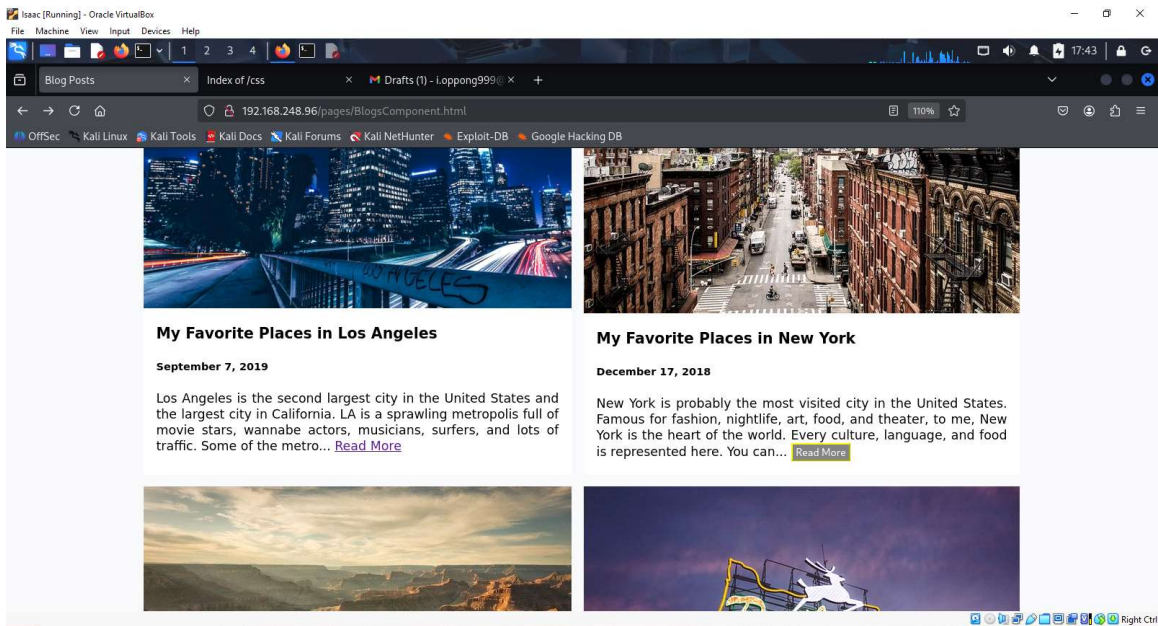 Isaac [Running] - Oracle VirtualBox
File Machine View Input Devices Help
1 2 3 4
17:43
Blog Posts
Index of /css
Drafts (1) - i.oppong999@
192.168.248.96/pages/BlogsComponent.html
110%
OffSec Kali Linux Kali Tools Kali Docs Kali Forums Kali NetHunter Exploit-DB Google Hacking DB
LOS ANGELES
My Favorite Places in Los Angeles
September 7, 2019
Los Angeles is the second largest city in the United States and
the largest city in California. LA is a sprawling metropolis full of
movie stars, wannabe actors, musicians, surfers, and lots of
traffic. Some of the metro... Read More
My Favorite Places in New York
December 17, 2018
New York is probably the most visited city in the United States.
Famous for fashion, nightlife, art, food, and theater, to me, New
York is the heart of the world. Every culture, language, and food
is represented here. You can... Read More
Right Ctrl